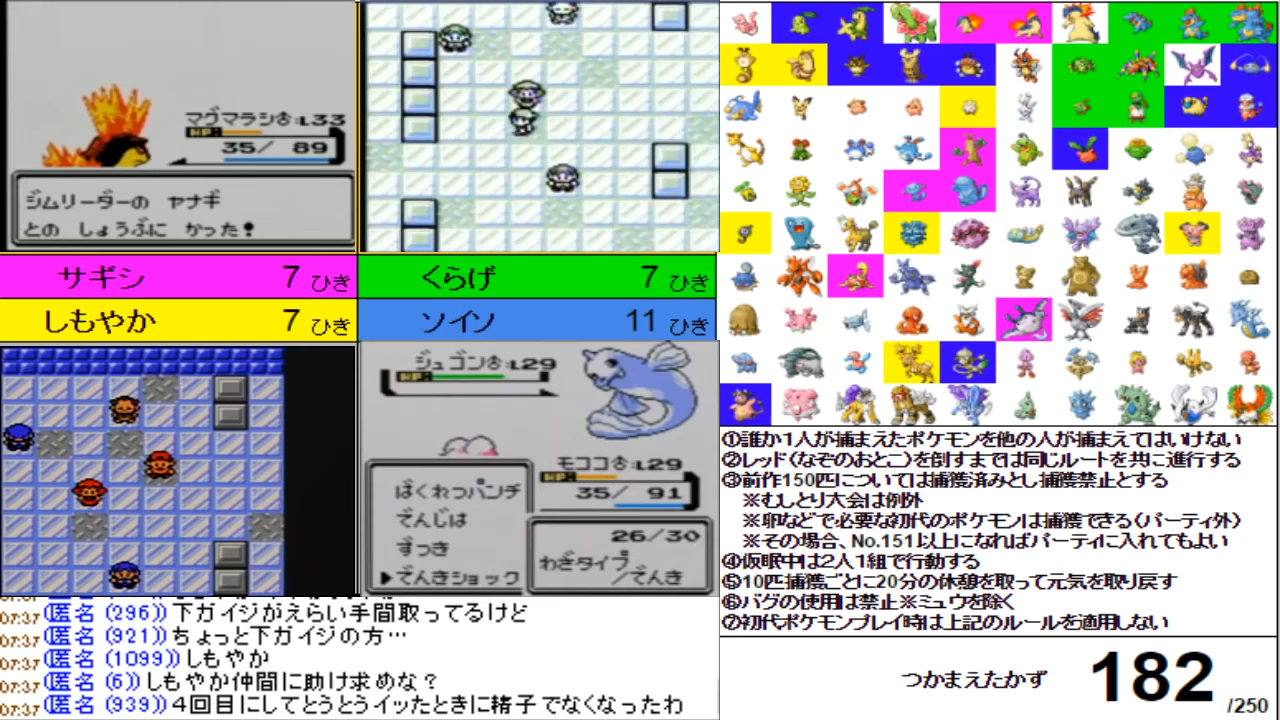 マグマラシ♂:L33
HP
35/ 89
ジムリーダーの ヤナギ
との しょうぶに かった！
サギシ 7 ひき
くらげ 7 ひき
しもやか 7 ひき
ソイソ 11 ひき
ジュゴン♂:L29
HP
モココ♂:L29
HP
35/ 91
ばくれつパンチ
でんじは
ずつき
▶でんきショック
26/30
わざタイプ
/でんき
07:37 (匿名 (296)) 下ガイジがえらい手間取ってるけど
07:37 (匿名 (921)) ちょっと下ガイジの方…
07:37 (匿名 (1099)) しもやか
07:37 (匿名 (6)) しもやか仲間に助け求めな？
07:37 (匿名 (939)) 4回目にしてとうとうイッたときに精子でなくなったわ
①誰か1人が捕まえたポケモンを他の人が捕まえてはいけない
②レッド(なぞのおとこ)を倒すまでは同じルートを共に進行する
③前作150匹については捕獲済みとし捕獲禁止とする
※むしとり大会は例外
※卵などで必要な初代のポケモンは捕獲できる(パーティ外)
※その場合、No.151以上になればパーティに入れてもよい
④仮眠中は2人1組で行動する
⑤10匹捕獲ごとに20分の休憩を取って元気を取り戻す
⑥バグの使用は禁止※ミュウを除く
⑦初代ポケモンプレイ時は上記のルールを適用しない
つかまえたかず 182 /250